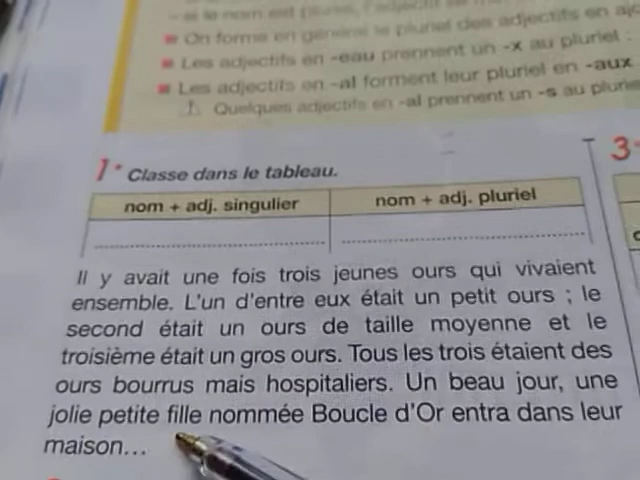 On forme en général le pluriel des adjectifs en
Les adjectifs en -eau prennent un -x au pluriel :
Les adjectifs en -al forment leur pluriel en -aux
Quelques adjectifs en -al prennent un -s au
1• Classe dans le tableau.
3•
nom + adj. singulier
nom + adj. pluriel
Il y avait une fois trois jeunes ours qui vivaient
ensemble. L'un d'entre eux était un petit ours ; le
second était un ours de taille moyenne et le
troisième était un gros ours. Tous les trois étaient des
ours bourrus mais hospitaliers. Un beau jour, une
jolie petite fille nommée Boucle d'Or entra dans leur
maison...